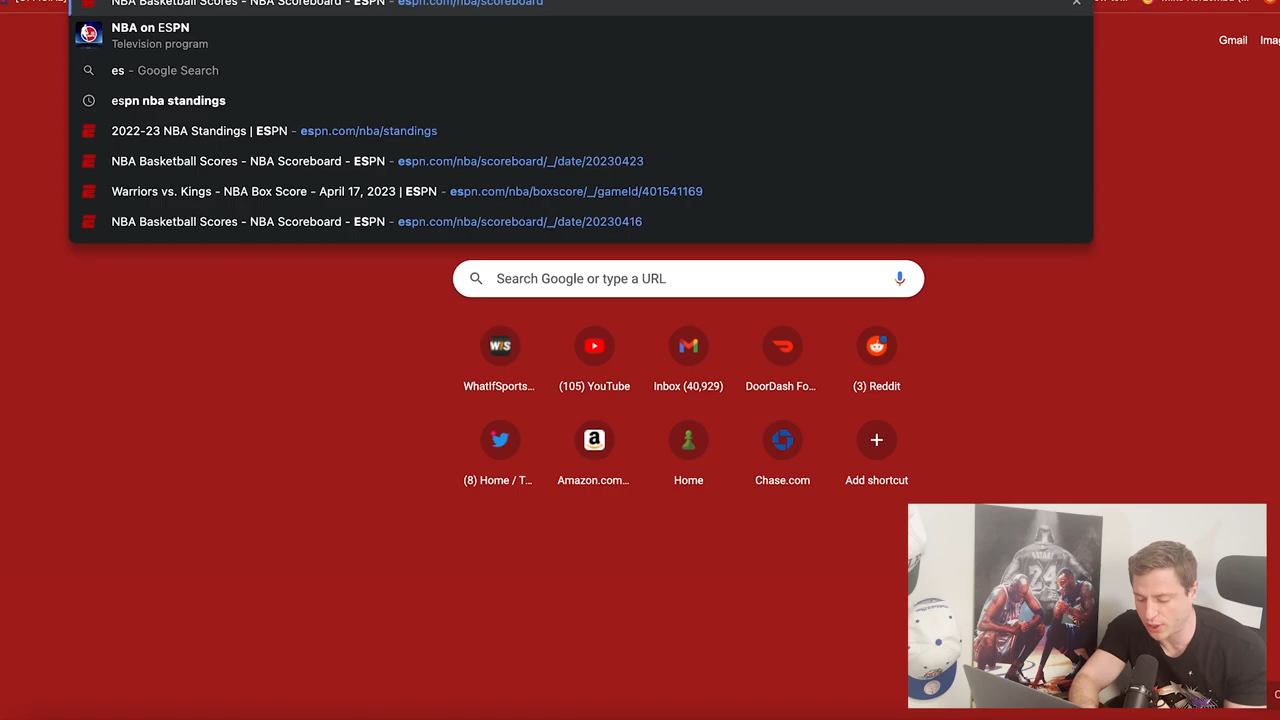 NBA Basketball Scores - NBA Scoreboard - ESPN - espn.com/nba/scoreboard
NBA on ESPN
Television program
es - Google Search
espn nba standings
2022-23 NBA Standings | ESPN - espn.com/nba/standings
NBA Basketball Scores - NBA Scoreboard - ESPN - espn.com/nba/scoreboard/_/date/20230423
Warriors vs. Kings - NBA Box Score - April 17, 2023 | ESPN - espn.com/nba/boxscore/_/gameId/401541169
NBA Basketball Scores - NBA Scoreboard - ESPN - espn.com/nba/scoreboard/_/date/20230416
Gmail Ima
Search Google or type a URL
WIS
WhatIfSports... (105) YouTube Inbox (40,929) DoorDash Fo... (3) Reddit
(8) Home / T... Amazon.com... Home Chase.com Add shortcut
24